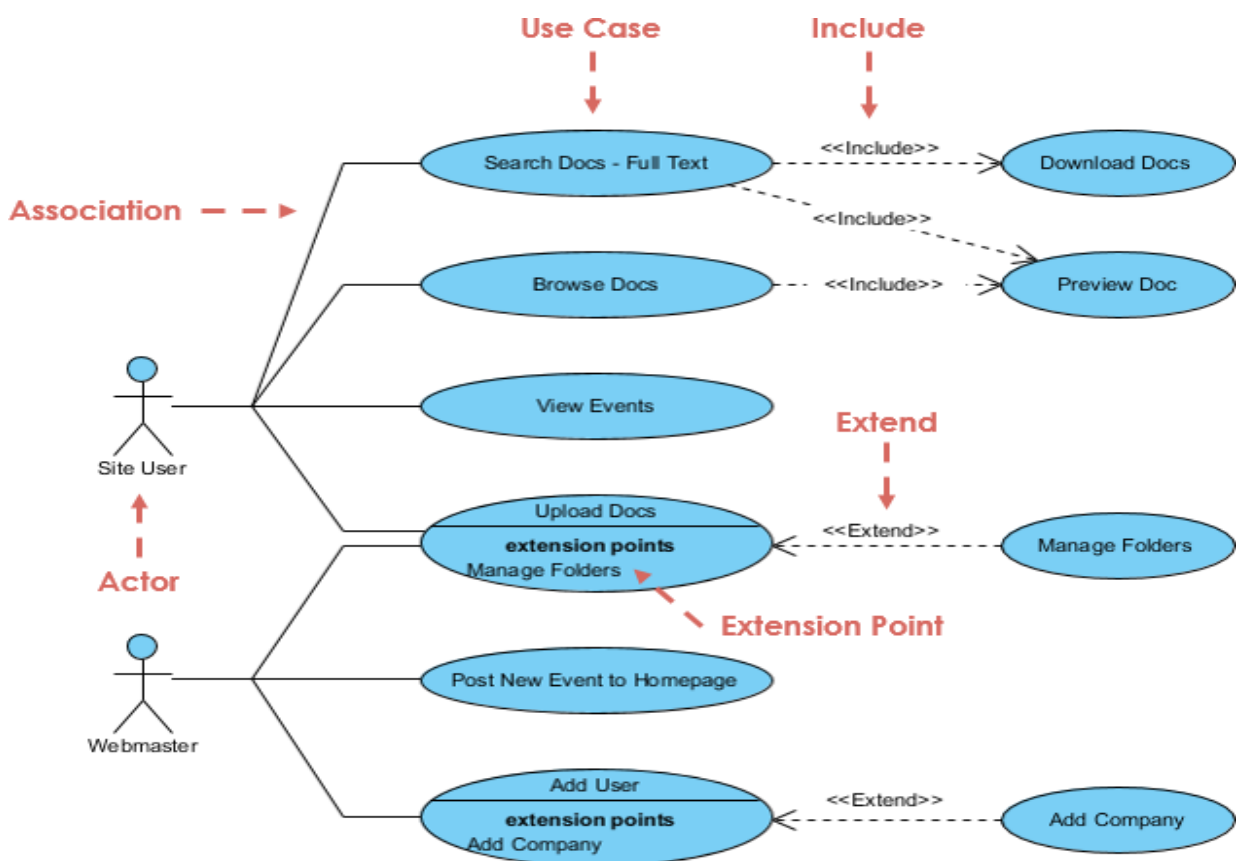 Use Case
Include
Search Docs - Full Text
<<Include>>
Download Docs
Association
<<Include>>
Browse Docs
<<Include>>
Preview Doc
View Events
Extend
Site User
Upload Docs
extension points
Manage Folders
<<Extend>>
Manage Folders
Actor
Extension Point
Post New Event to Homepage
Webmaster
Add User
extension points
Add Company
<<Extend>>
Add Company